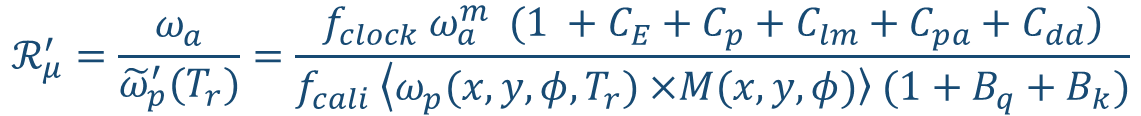 ℛ′_μ = ω_a / ω̃′_p(T_r) = f_clock ω_a^m (1 + C_E + C_p + C_lm + C_pa + C_dd) / f_cali ⟨ω_p(x, y, ϕ, T_r) ×M(x, y, ϕ)⟩ (1 + B_q + B_k)